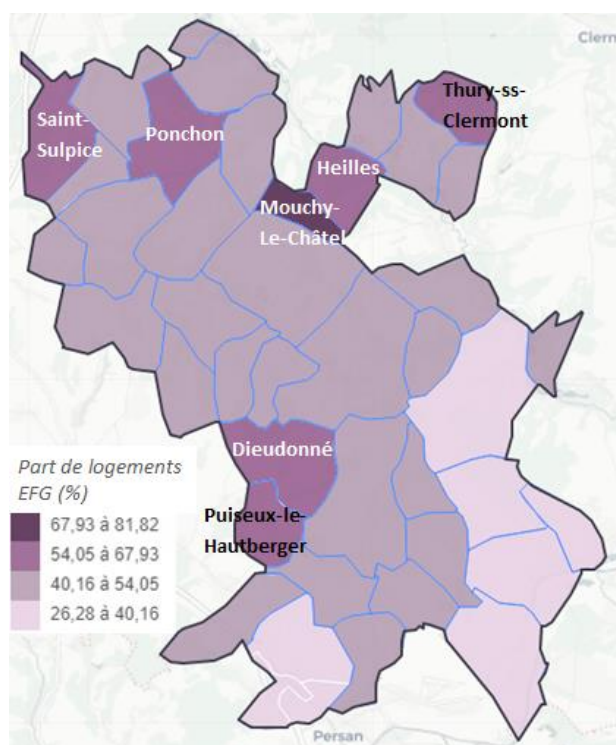 Clerm
Thury-ss-
Clermont
Saint-
Sulpice
Ponchon
Heilles
Mouchy-
Le-Châtel
Dieudonné
Puiseux-le-
Hautberger
Part de logements
EFG (%)
67,93 à 81,82
54,05 à 67,93
40,16 à 54,05
26,28 à 40,16
Persan